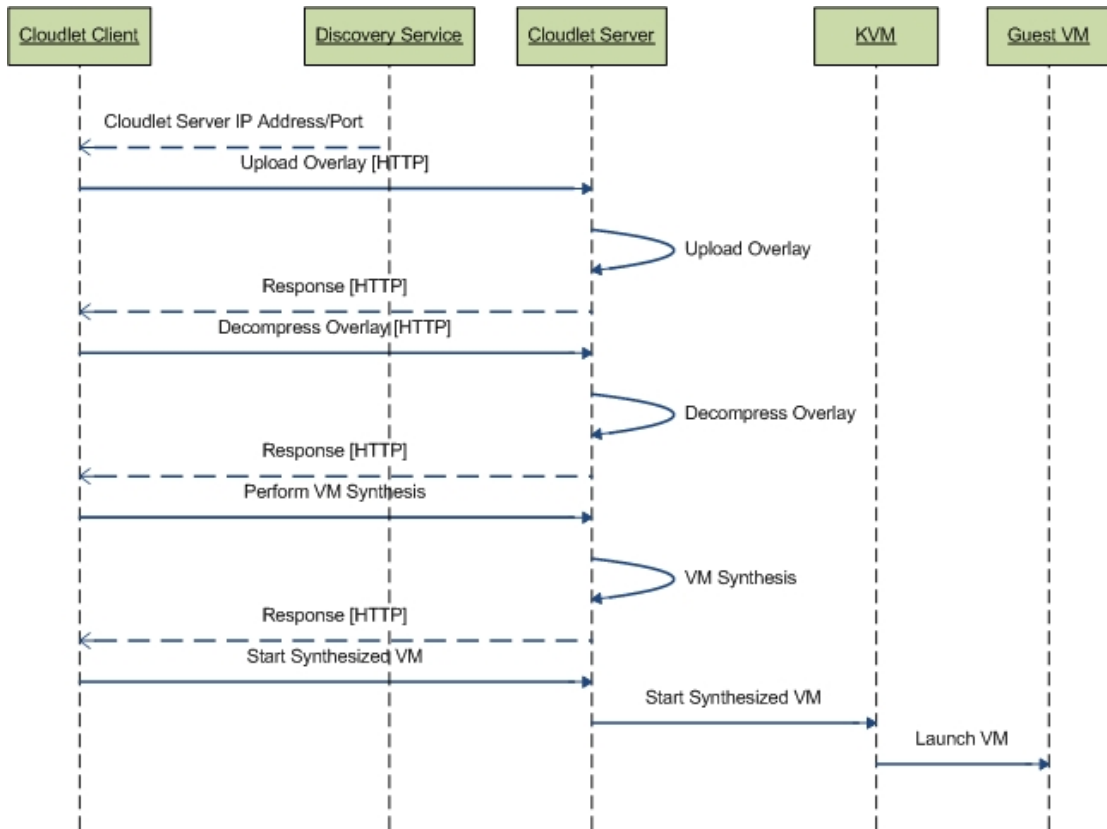 Cloudlet Client
Discovery Service
Cloudlet Server
KVM
Guest VM
Cloudlet Server IP Address/Port
Upload Overlay [HTTP]
Upload Overlay
Response [HTTP]
Decompress Overlay [HTTP]
Decompress Overlay
Response [HTTP]
Perform VM Synthesis
VM Synthesis
Response [HTTP]
Start Synthesized VM
Start Synthesized VM
Launch VM